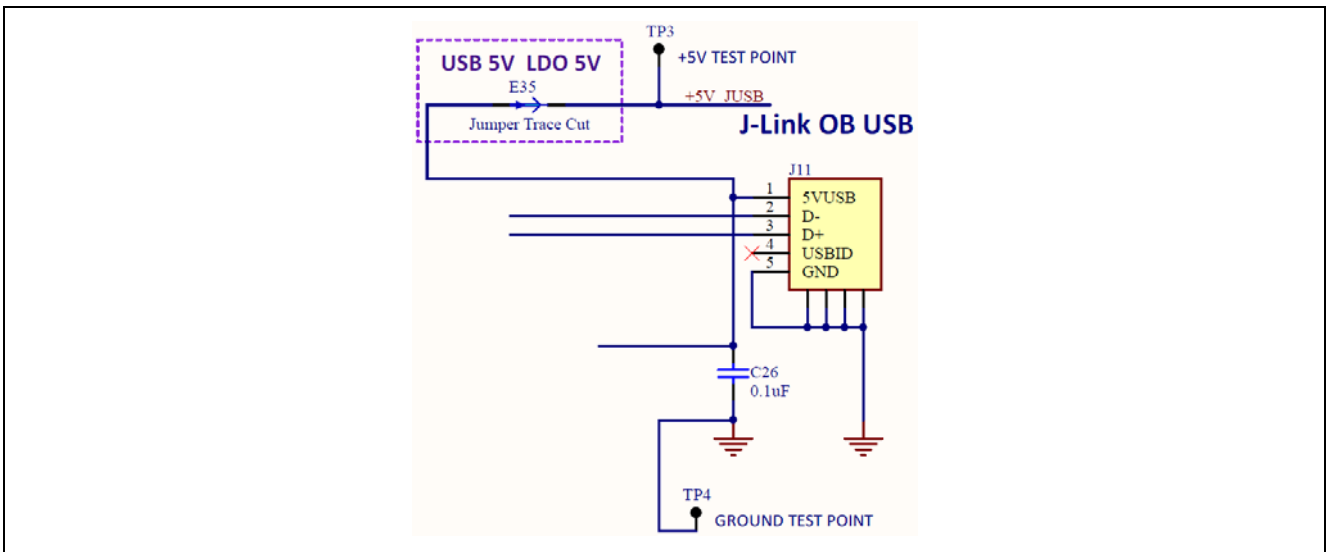 TP3
+5V TEST POINT
USB 5V LDO 5V
E35
+5V_JUSB
Jumper Trace Cut
J-Link OB USB
J11
1 5VUSB
2 D-
3 D+
4 USBID
5 GND
C26
0.1uF
TP4
GROUND TEST POINT